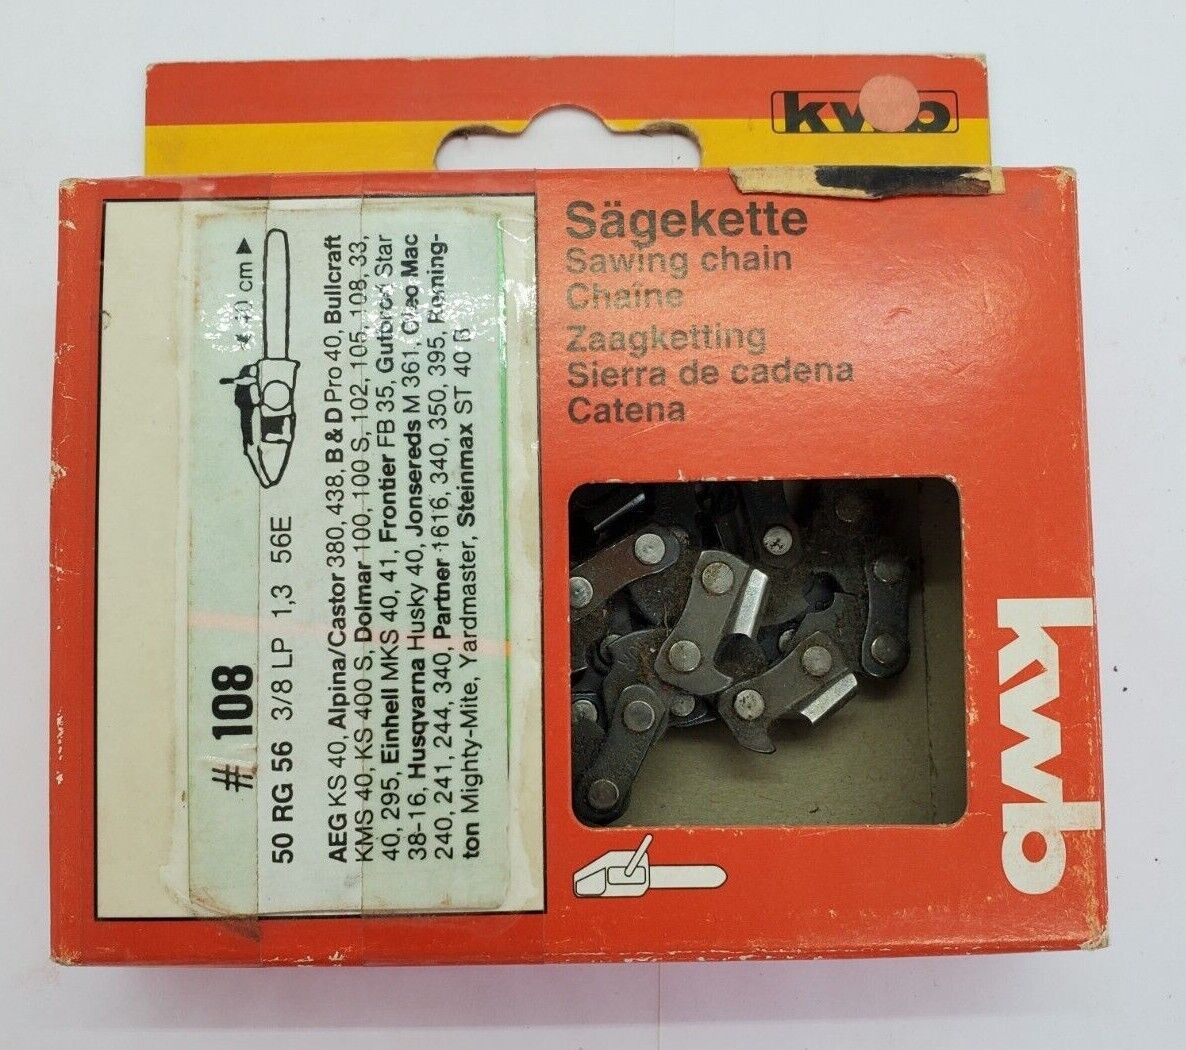 kwb
Sägekette
Sawing chain
Chaîne
Zaagketting
Sierra de cadena
Catena
kwb
40 cm
# 108
50 RG 56 3/8 LP 1,3 56E
AEG KS 40, Alpina/Castor 380, 438, B & D Pro 40, Bullcraft
KMS 40, KS 400 S, Dolmar 100, 100 S, 102, 105, 108, 33,
40, 295, Einhell MKS 40, 41, Frontier FB 35, Gutbrod Star
38-16, Husqvarna Husky 40, Jonsereds M 361, Oleo Mac
240, 241, 244, 340, Partner 1616, 340, 350, 395, Reming-
ton Mighty-Mite, Yardmaster, Steinmax ST 40 B